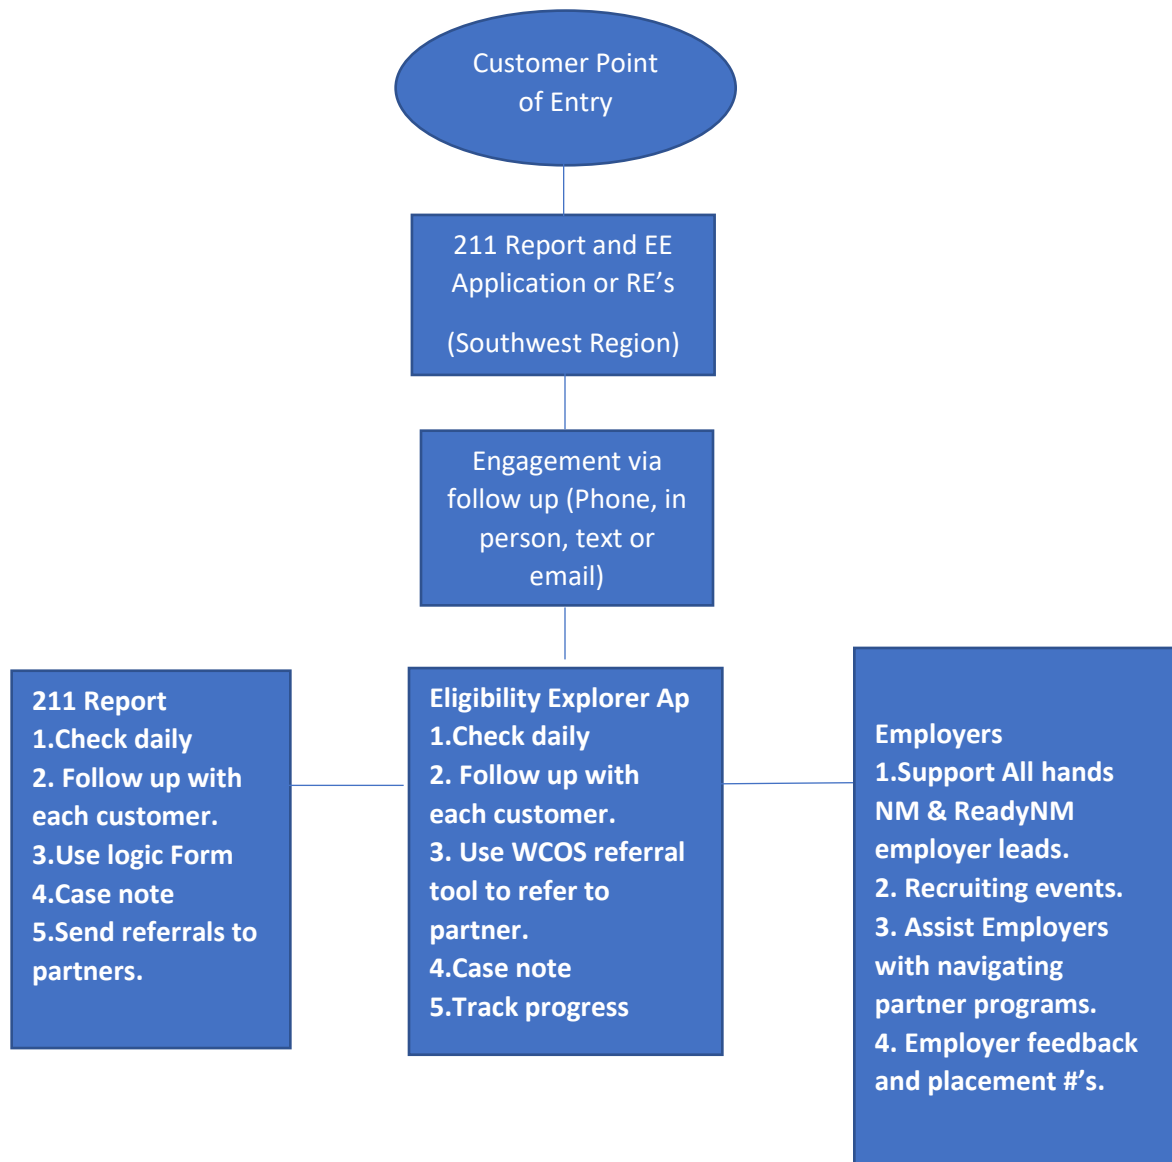 Customer Point
of Entry
211 Report and EE
Application or RE’s
(Southwest Region)
Engagement via
follow up (Phone, in
person, text or
email)
211 Report
1.Check daily
2. Follow up with
each customer.
3.Use logic Form
4.Case note
5.Send referrals to
partners.
Eligibility Explorer Ap
1.Check daily
2. Follow up with
each customer.
3. Use WCOS referral
tool to refer to
partner.
4.Case note
5.Track progress
Employers
1.Support All hands
NM & ReadyNM
employer leads.
2. Recruiting events.
3. Assist Employers
with navigating
partner programs.
4. Employer feedback
and placement #’s.